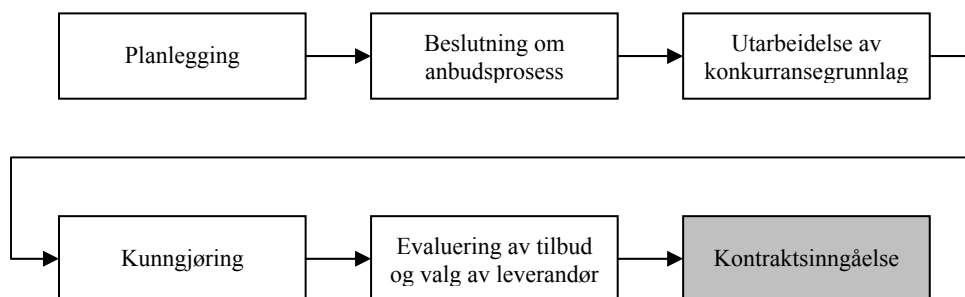 Planlegging
Beslutning om
anbudsprosess
Utarbeidelse av
konkurransegrunnlag
Kunngjøring
Evaluering av tilbud
og valg av leverandør
Kontraktsinngåelse